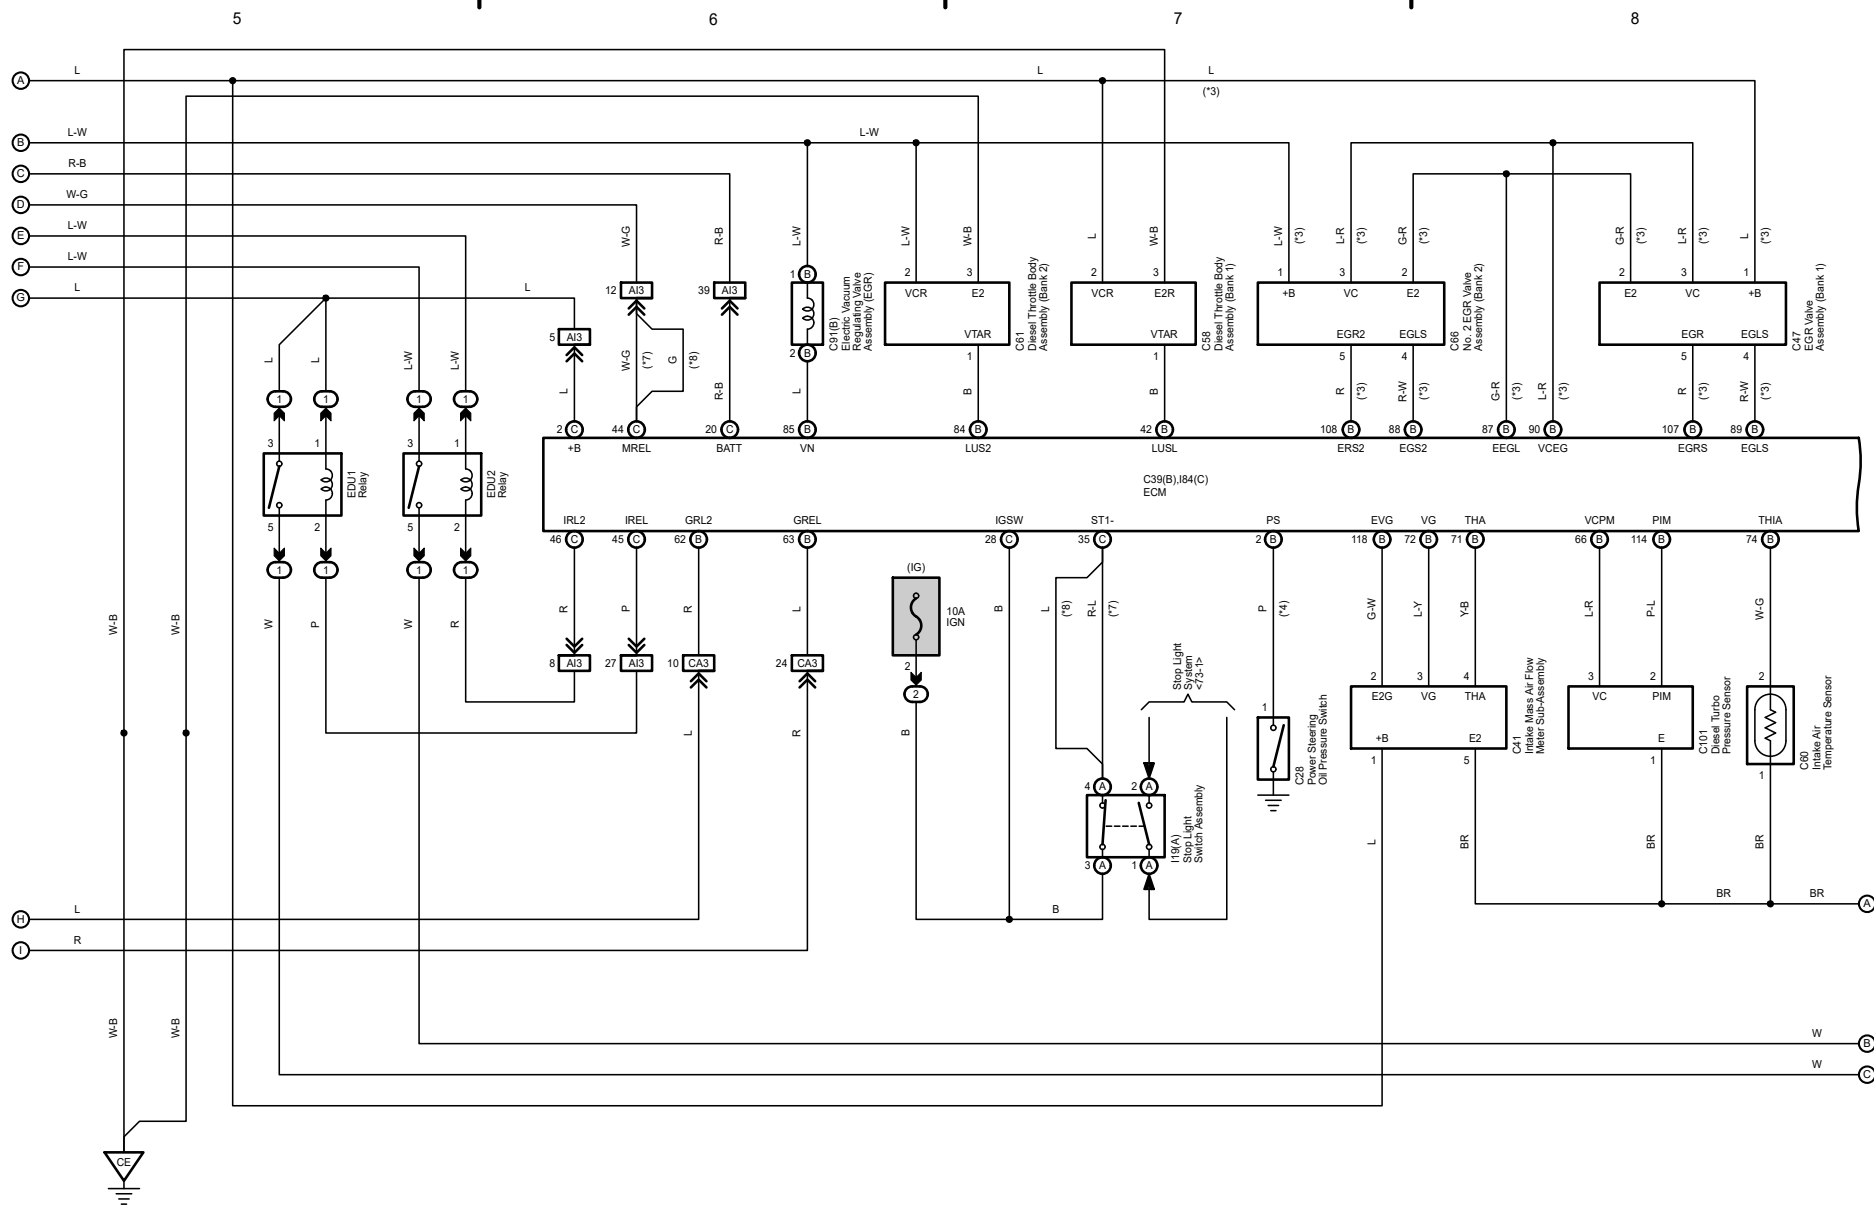 5 6 7 8
A L L L
(*3)
B L-W L-W
C R-B
D W-G
E L-W
F L-W
G L L
W-G R-B L-W L-W W-B L W-B L-W (*3) L-R (*3) G-R (*3) G-R (*3) L-R (*3) L (*3)
12 AI3 39 AI3 1 B 2 3 2 3 1 3 2 2 3 1
VCR E2 VCR E2R +B VC E2 E2 VC +B
5 AI3
VTAR VTAR EGR2 EGLS EGR EGLS
C91(B)
Electric Vacuum
Regulating Valve
Assembly (EGR)
C61
Diesel Throttle Body
Assembly (Bank 2)
C58
Diesel Throttle Body
Assembly (Bank 1)
C66
No. 2 EGR Valve
Assembly (Bank 2)
C47
EGR Valve
Assembly (Bank 1)
2 B 1 1 5 4 5 4
L L L-W L-W L W-G (*7) G (*8) R-B L B B R (*3) R-W (*3) G-R (*3) L-R (*3) R (*3) R-W (*3)
1 1 1 1
2 C 44 C 20 C 85 B 84 B 42 B 108 B 88 B 87 B 90 B 107 B 89 B
+B MREL BATT VN LUS2 LUSL ERS2 EGS2 EEGL VCEG EGRS EGLS
3 1 3 1
EDU1
Relay
EDU2
Relay
C39(B),I84(C)
ECM
5 2 5 2
IRL2 IREL GRL2 GREL IGSW ST1- PS EVG VG THA VCPM PIM THIA
46 C 45 C 62 B 63 B 28 C 35 C 2 B 118 B 72 B 71 B 66 B 114 B 74 B
1 1 1 1
(IG)
10A
IGN
W-B W-B W P W R R P R L B L (*8) R-L (*7) P (*4) G-W L-Y Y-B L-R P-L W-G
8 AI3 27 AI3 10 CA3 24 CA3 2
2
Stop Light
System
<73-1>
2 3 4 3 2 2
E2G VG THA VC PIM
1
L R B
+B E2 E
C28
Power Steering
Oil Pressure Switch
C41
Intake Mass Air Flow
Meter Sub-Assembly
C101
Diesel Turbo
Pressure Sensor
C60
Intake Air
Temperature Sensor
1 5 1 1
4 A 2 A
I19(A)
Stop Light
Switch Assembly
3 A 1 A
L BR BR BR
H L B BR BR A
I R
W-B W-B
W B
W C
CE